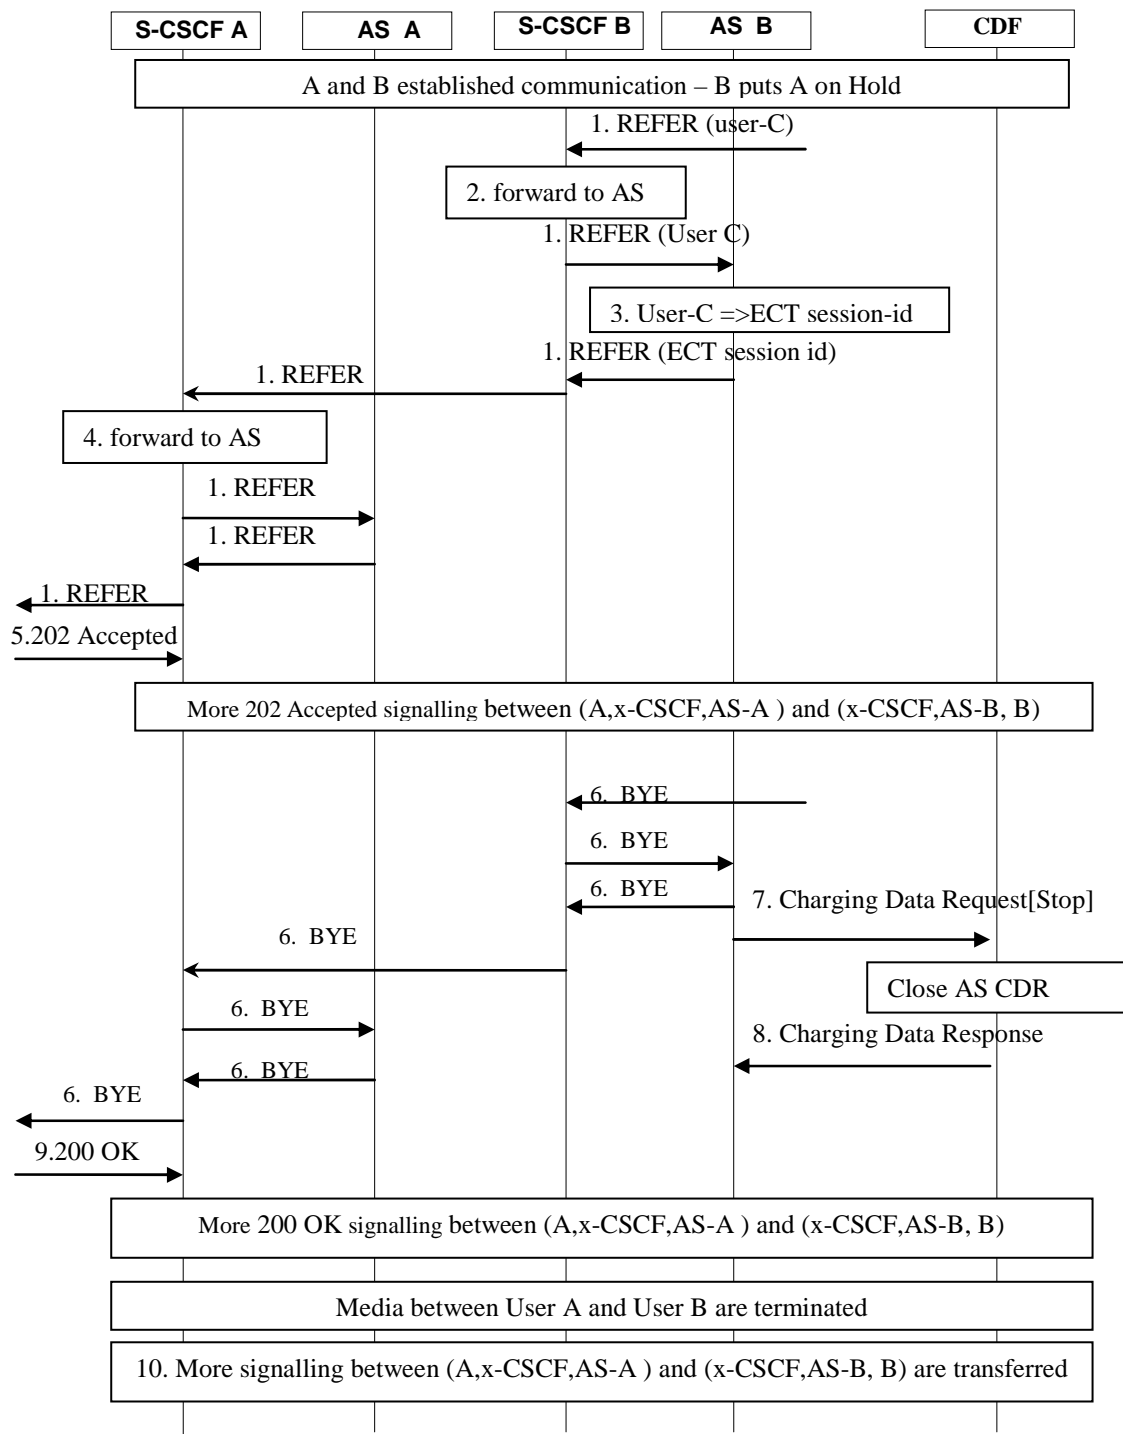 S-CSCF A
AS A
S-CSCF B
AS B
CDF
A and B established communication – B puts A on Hold
1. REFER (user-C)
2. forward to AS
1. REFER (User C)
3. User-C =>ECT session-id
1. REFER (ECT session id)
1. REFER
4. forward to AS
1. REFER
1. REFER
1. REFER
5.202 Accepted
More 202 Accepted signalling between (A,x-CSCF,AS-A ) and (x-CSCF,AS-B, B)
6. BYE
6. BYE
6. BYE
7. Charging Data Request[Stop]
6. BYE
Close AS CDR
6. BYE
8. Charging Data Response
6. BYE
6. BYE
9.200 OK
More 200 OK signalling between (A,x-CSCF,AS-A ) and (x-CSCF,AS-B, B)
Media between User A and User B are terminated
10. More signalling between (A,x-CSCF,AS-A ) and (x-CSCF,AS-B, B) are transferred